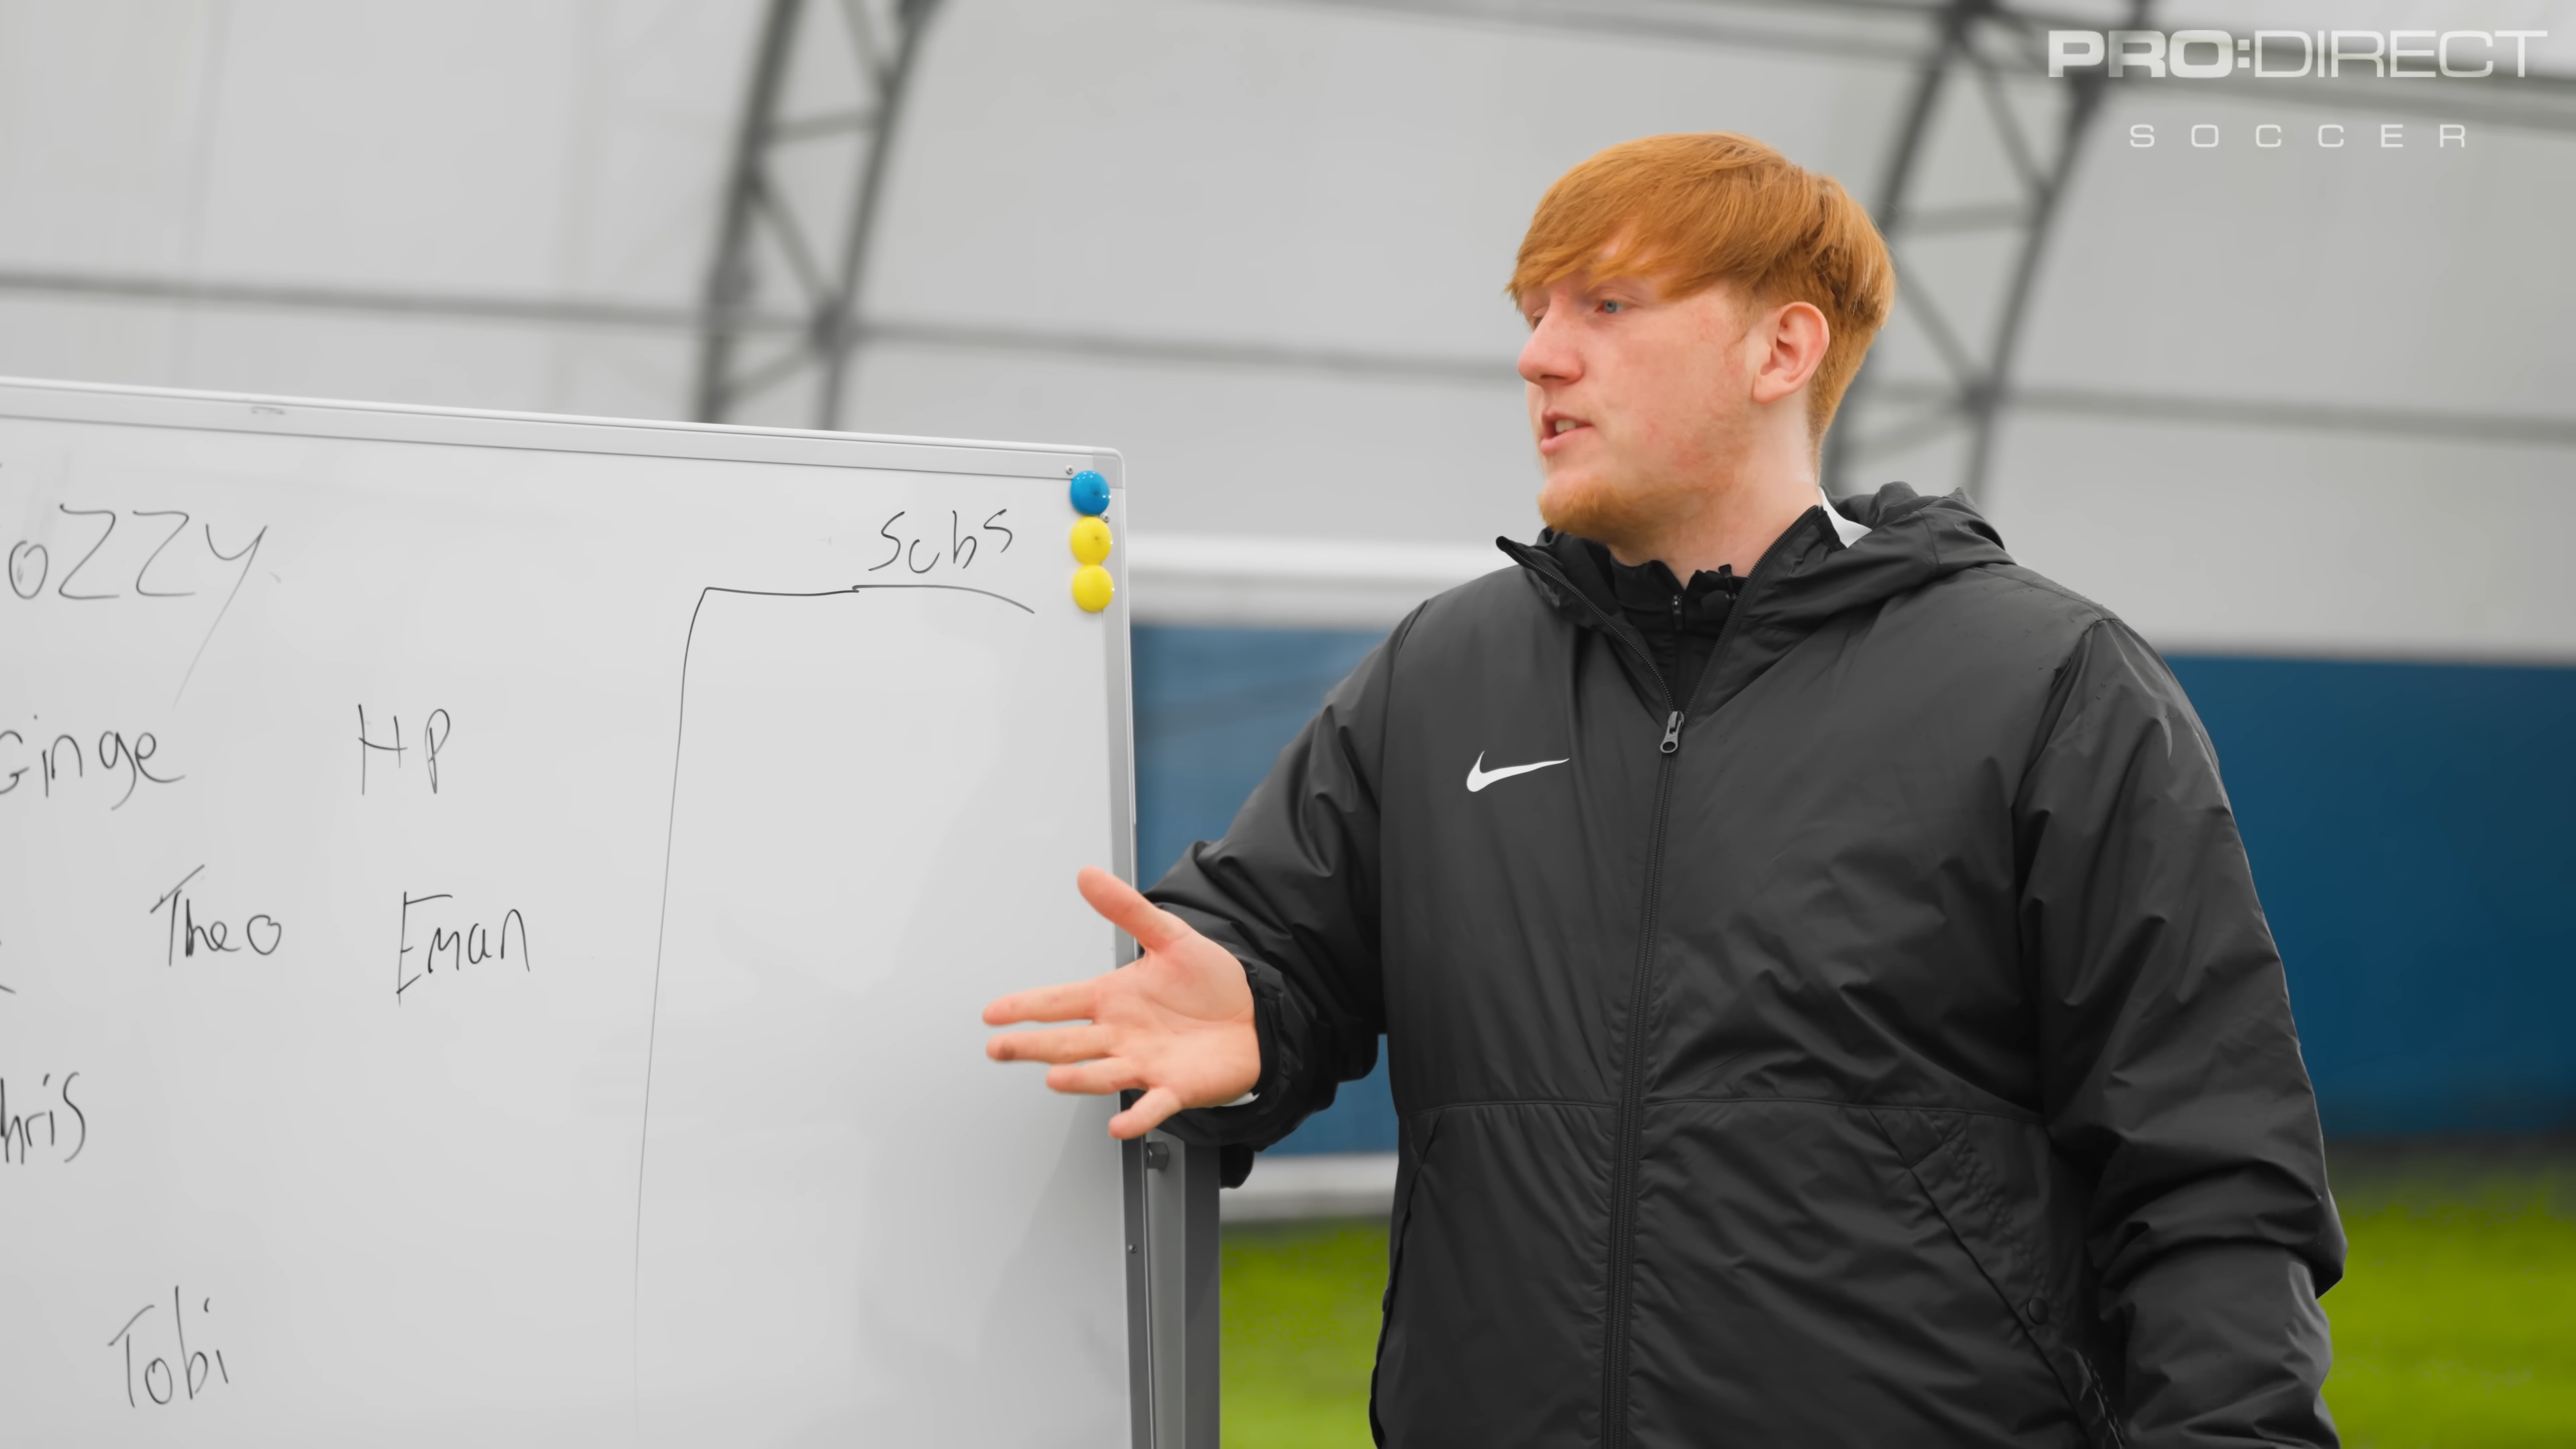 PRO:DIRECT
SOCCER
ozzy
Subs
Ginge HP
Theo Eman
hris
Tobi